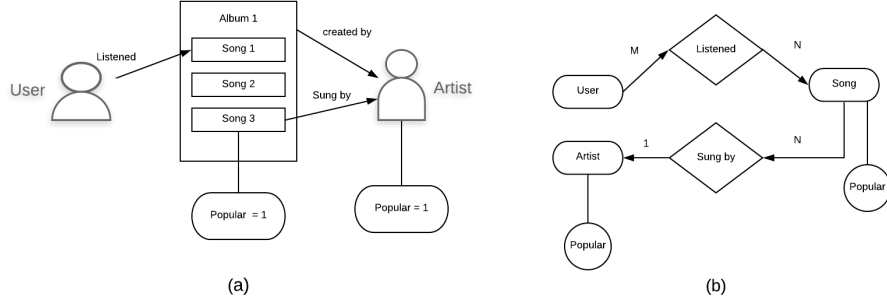 Album 1
Song 1
Song 2
Song 3
Listened
User
created by
Sung by
Artist
Popular = 1
Popular = 1
(a)
M
Listened
N
User
Song
Artist
1
Sung by
N
Popular
Popular
(b)